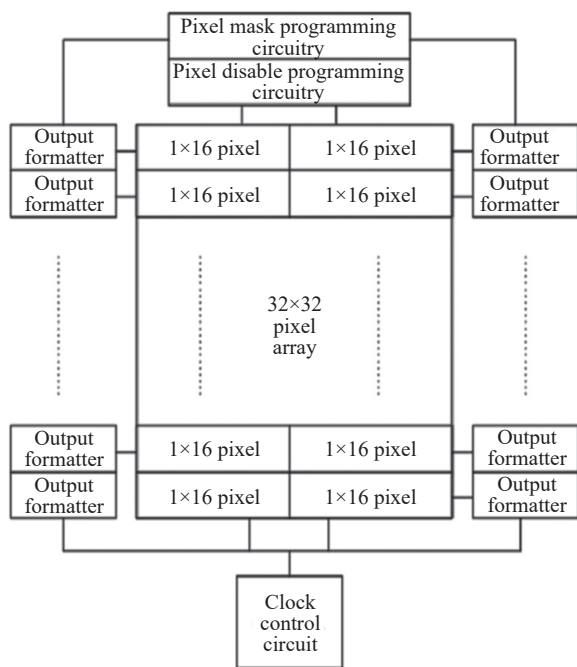 Pixel mask programming
circuitry
Pixel disable programming
circuitry
Output
formatter
1×16 pixel
1×16 pixel
Output
formatter
Output
formatter
1×16 pixel
1×16 pixel
Output
formatter
32×32
pixel
array
Output
formatter
1×16 pixel
1×16 pixel
Output
formatter
Output
formatter
1×16 pixel
1×16 pixel
Output
formatter
Clock
control
circuit